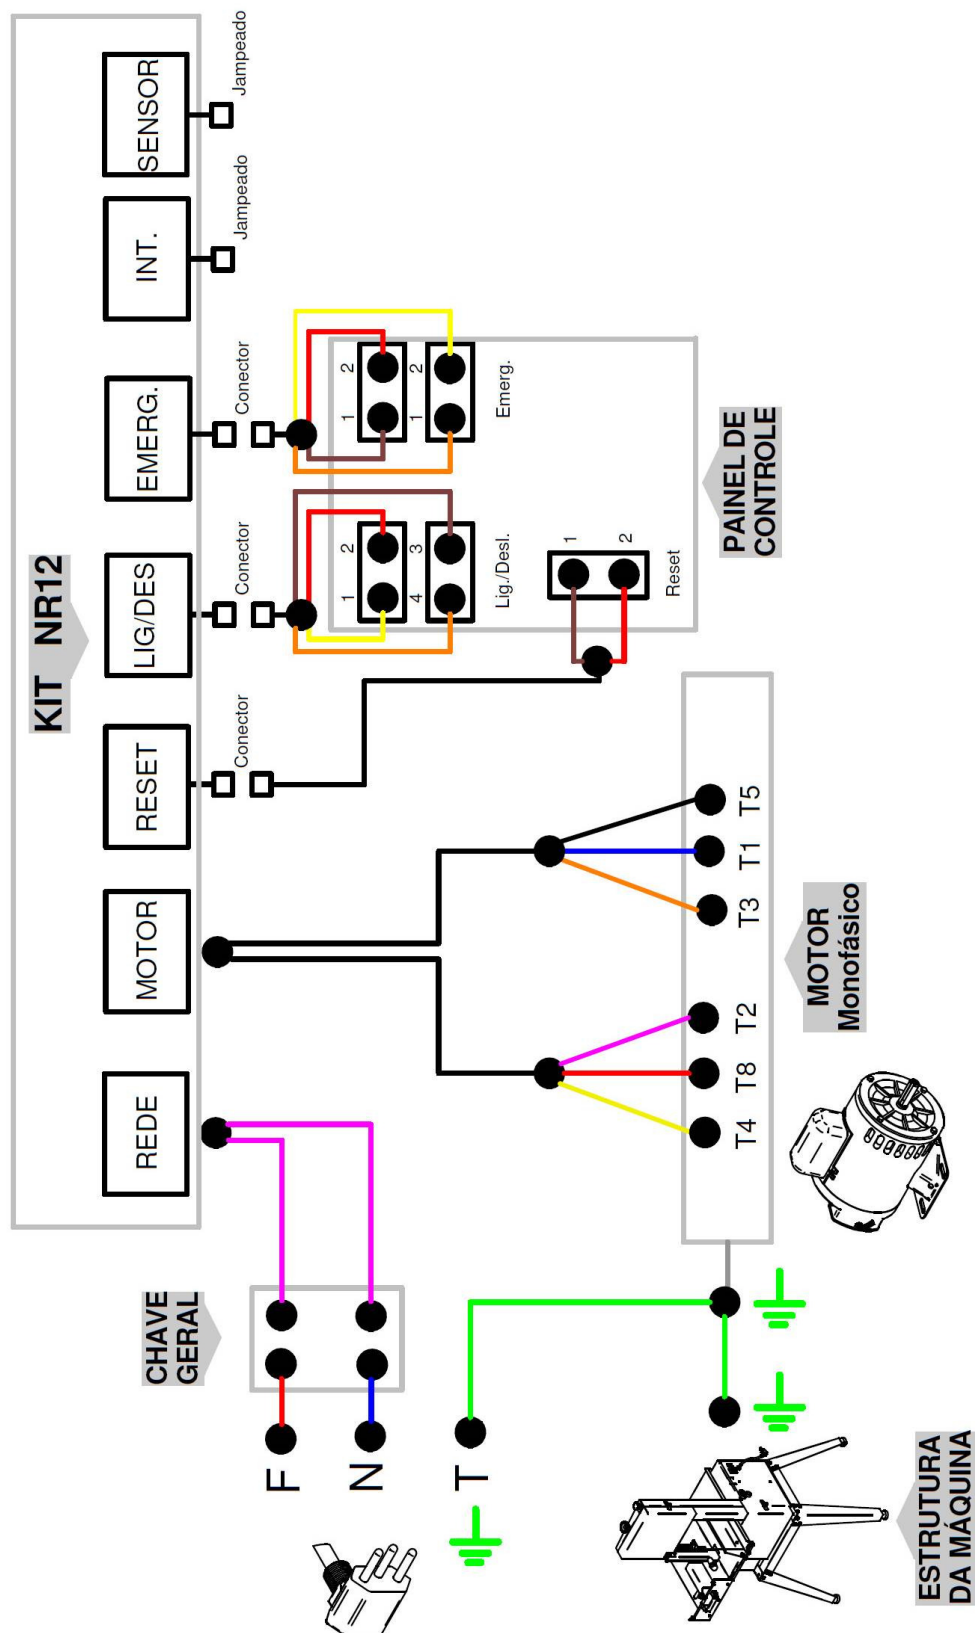 KIT NR12
REDE
MOTOR
RESET
LIG/DES
EMERG.
INT.
SENSOR
Conector
Conector
Conector
Jampeado
Jampeado
CHAVE
GERAL
F
N
T
1
2
4
3
Lig./Desl.
1
2
1
2
Emerg.
1
2
Reset
PAINEL DE
CONTROLE
T4
T8
T2
T3
T1
T5
MOTOR
Monofásico
ESTRUTURA
DA MÁQUINA